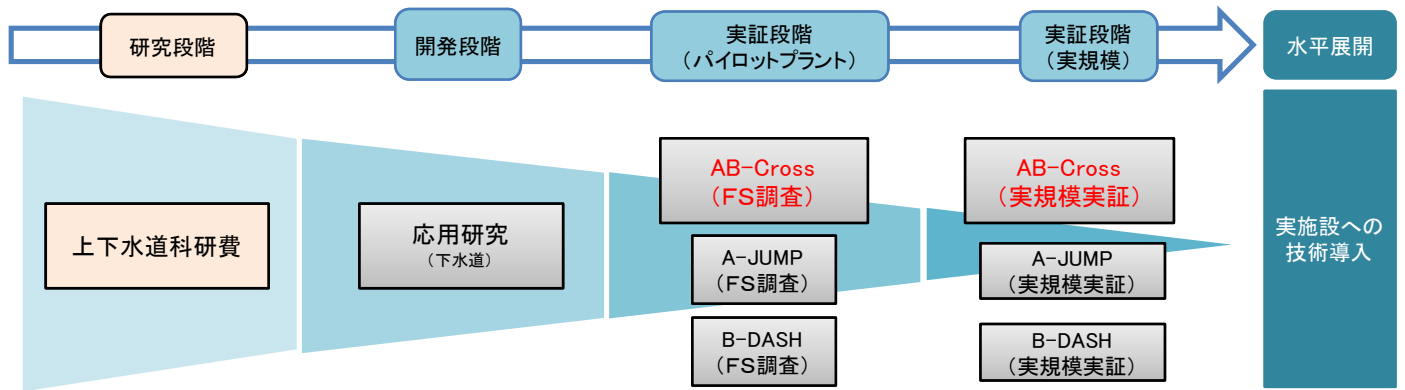 研究段階
開発段階
実証段階
（パイロットプラント）
実証段階
（実規模）
水平展開
上下水道科研費
応用研究
（下水道）
AB-Cross
（FS調査）
A-JUMP
（FS調査）
B-DASH
（FS調査）
AB-Cross
（実規模実証）
A-JUMP
（実規模実証）
B-DASH
（実規模実証）
実施設への
技術導入